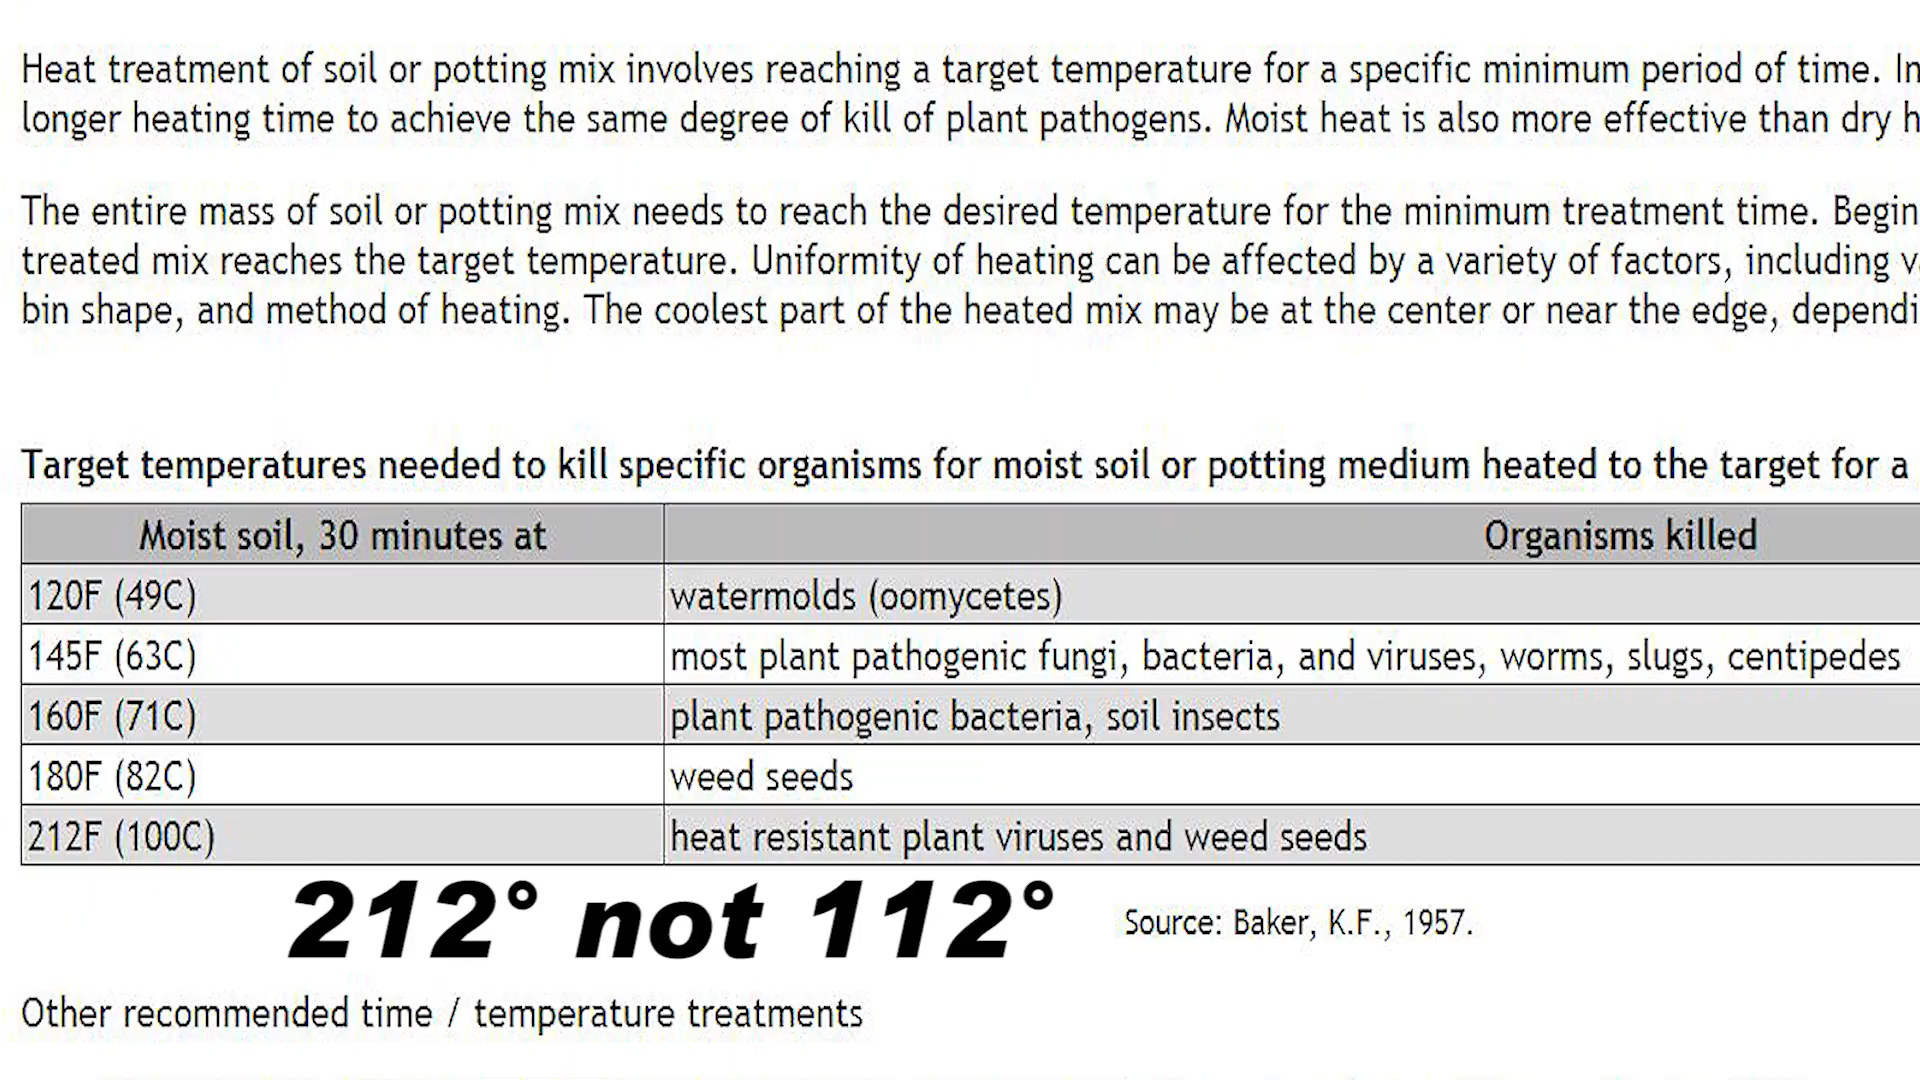 Heat treatment of soil or potting mix involves reaching a target temperature for a specific minimum period of time. In
longer heating time to achieve the same degree of kill of plant pathogens. Moist heat is also more effective than dry h
The entire mass of soil or potting mix needs to reach the desired temperature for the minimum treatment time. Begin
treated mix reaches the target temperature. Uniformity of heating can be affected by a variety of factors, including v
bin shape, and method of heating. The coolest part of the heated mix may be at the center or near the edge, dependi
Target temperatures needed to kill specific organisms for moist soil or potting medium heated to the target for a
Moist soil, 30 minutes at Organisms killed
120F (49C) watermolds (oomycetes)
145F (63C) most plant pathogenic fungi, bacteria, and viruses, worms, slugs, centipedes
160F (71C) plant pathogenic bacteria, soil insects
180F (82C) weed seeds
212F (100C) heat resistant plant viruses and weed seeds
212° not 112° Source: Baker, K.F., 1957.
Other recommended time / temperature treatments